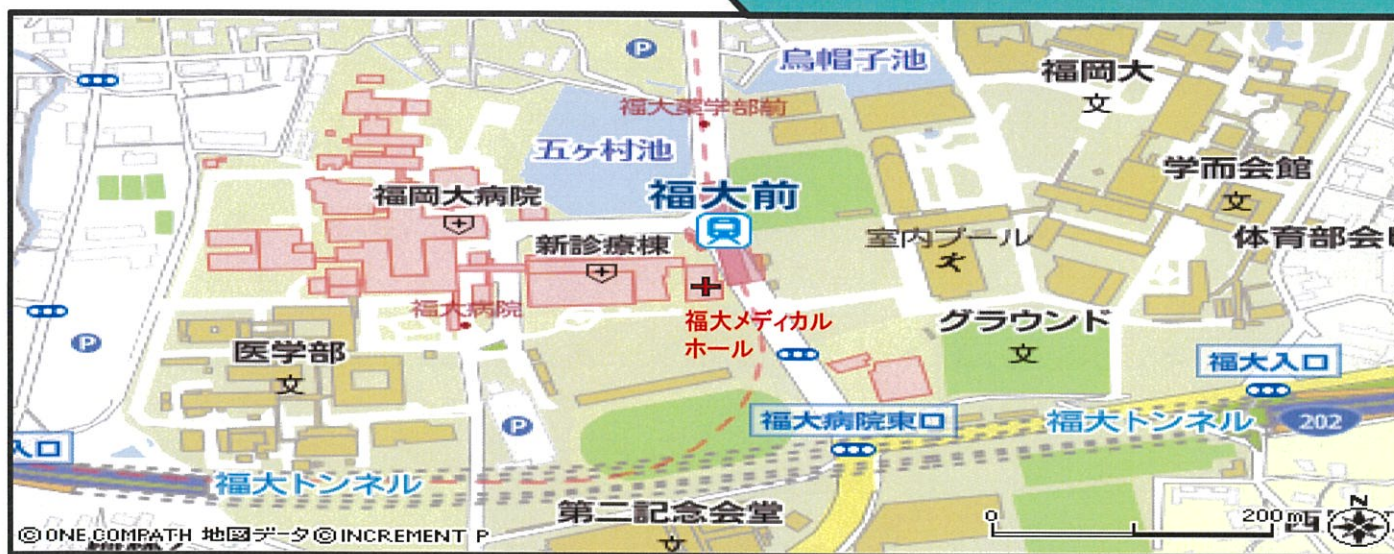 烏帽子池
福岡大
文
P
福大薬学部前
五ヶ村池
学而会館
文
福岡大病院
福大前
新診療棟
室内プール
体育部会
福大病院
福大メディカル
ホール
グラウンド
文
P
医学部
文
福大入口
P
福大病院東口
福大トンネル
202
入口
福大トンネル
第二記念会堂
文
0
200m
N
©ONE COMPATH 地図データ©INCREMENT P